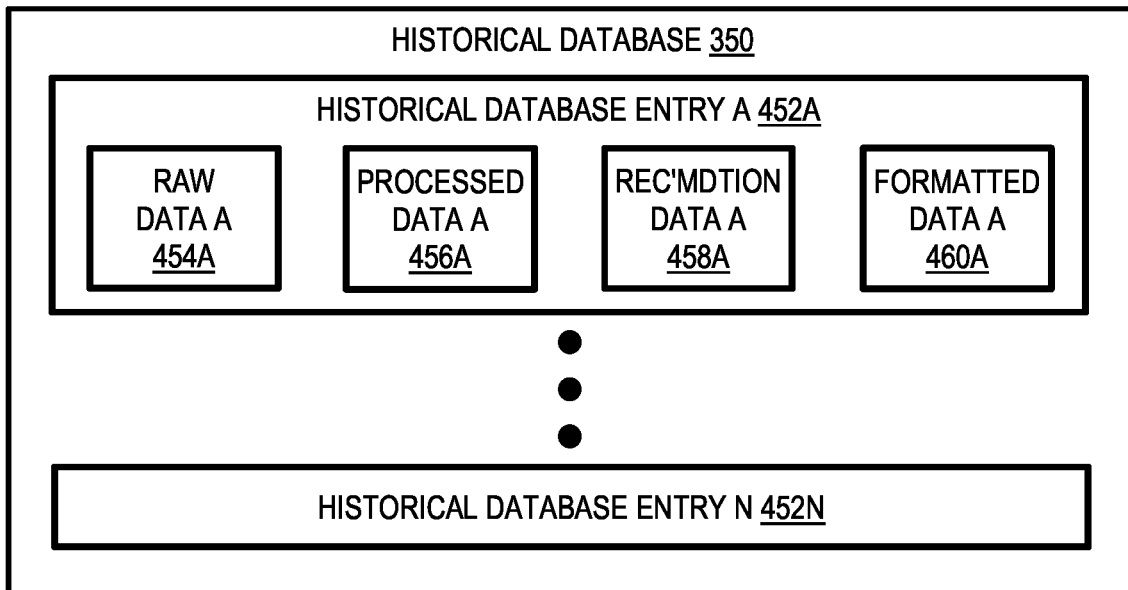 HISTORICAL DATABASE 350
HISTORICAL DATABASE ENTRY A 452A
RAW
DATA A
454A
PROCESSED
DATA A
456A
REC'MDTION
DATA A
458A
FORMATTED
DATA A
460A
HISTORICAL DATABASE ENTRY N 452N